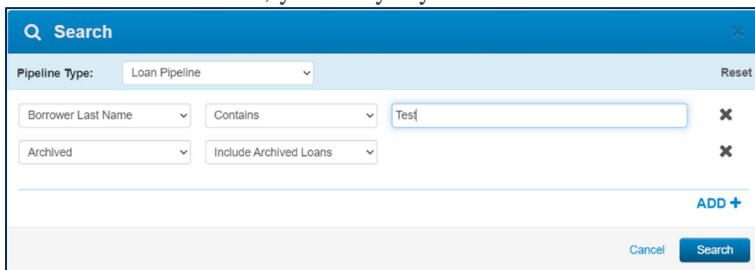 Search
Pipeline Type: Loan Pipeline Reset
Borrower Last Name Contains Test
Archived Include Archived Loans
ADD +
Cancel Search